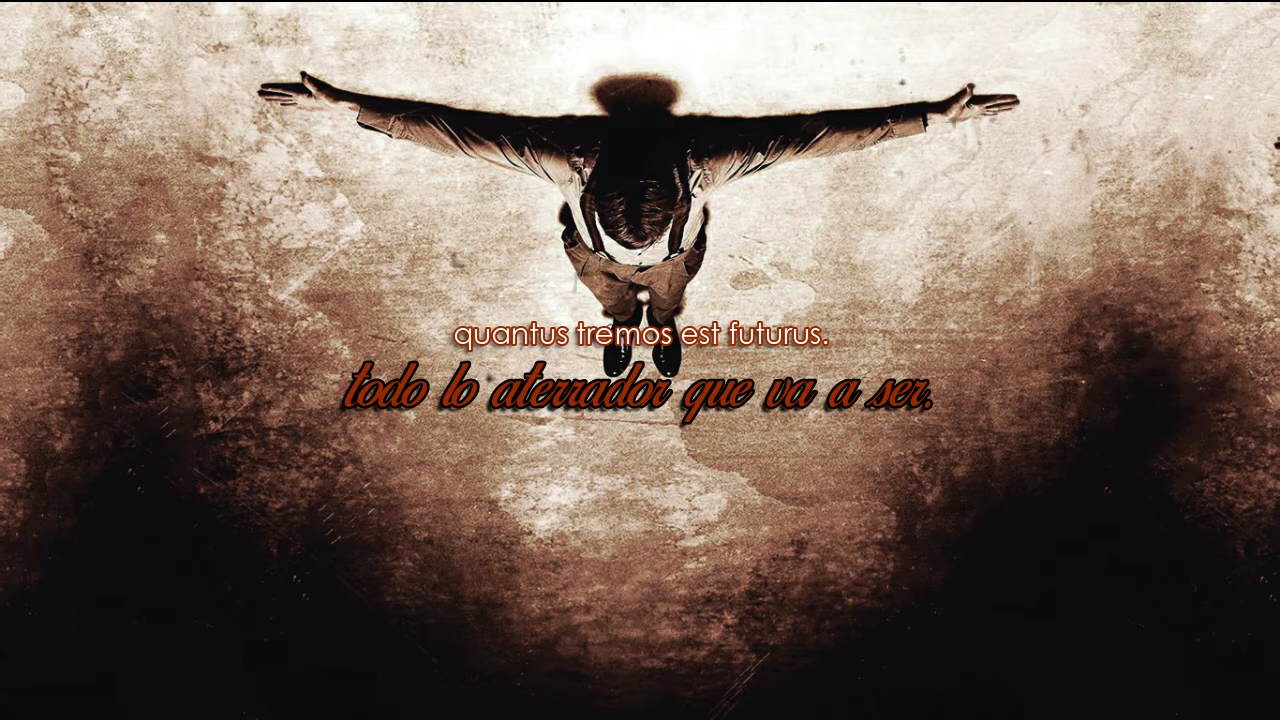 quantus tremos est futurus.
todo lo aterrador que va a ser.